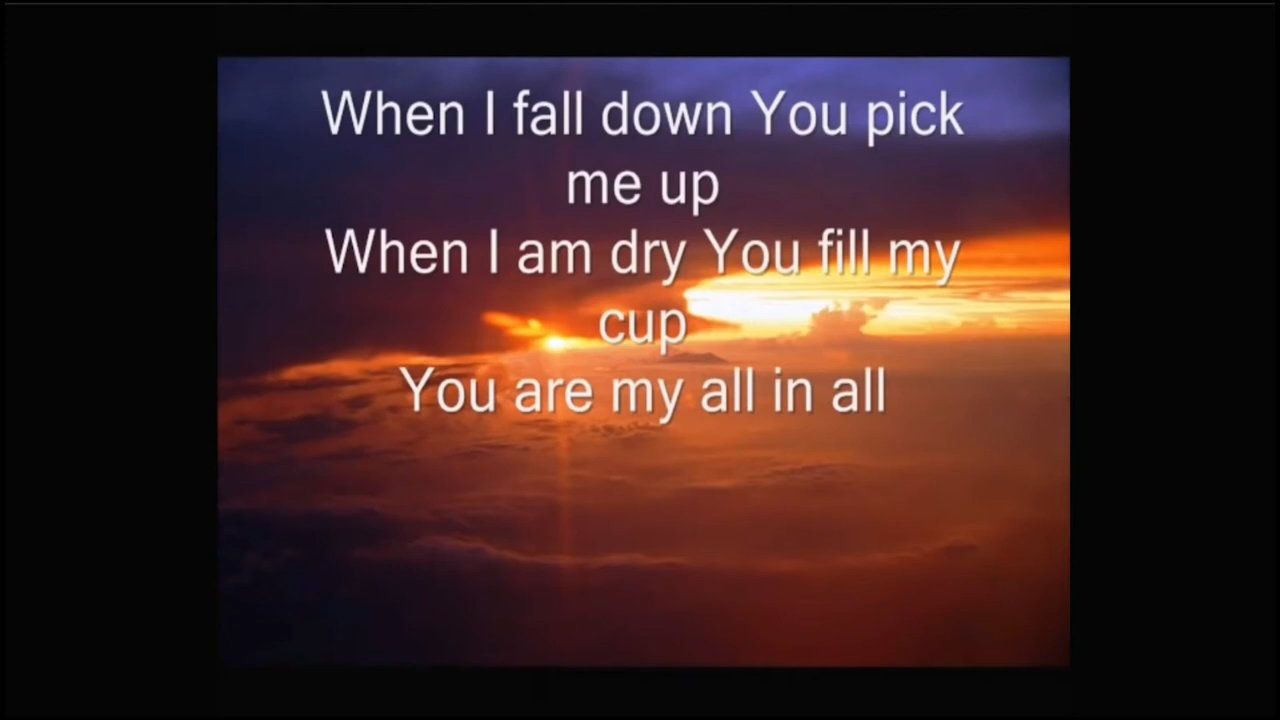 When I fall down You pick
me up
When I am dry You fill my
cup
You are my all in all